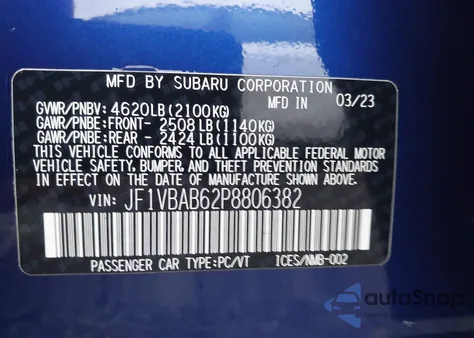 MFD BY SUBARU CORPORATION
MFD IN 03/23
GVWR/PNBV: 4620LB(2100KG)
GAWR/PNBE:FRONT- 2508LB(1140KG)
GAWR/PNBE:REAR - 2424LB(1100KG)
THIS VEHICLE CONFORMS TO ALL APPLICABLE FEDERAL MOTOR
VEHICLE SAFETY, BUMPER, AND THEFT PREVENTION STANDARDS
IN EFFECT ON THE DATE OF MANUFACTURE SHOWN ABOVE.
VIN: JF1VBAB62P8806382
PASSENGER CAR TYPE:PC/VT ICES/NMB-002
autoSnap